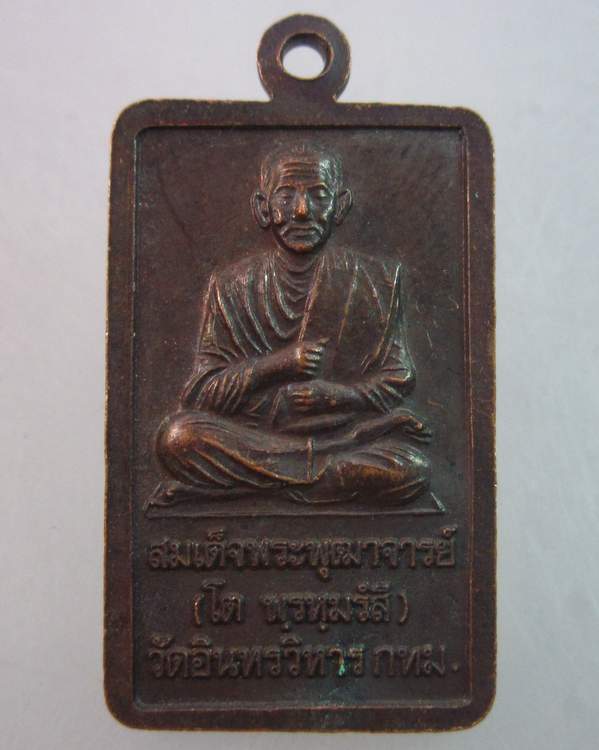 สมเด็จพระพุฒาจารย์
(โต พฺรหฺมรํสี)
วัดอินทรวิหาร กทม.